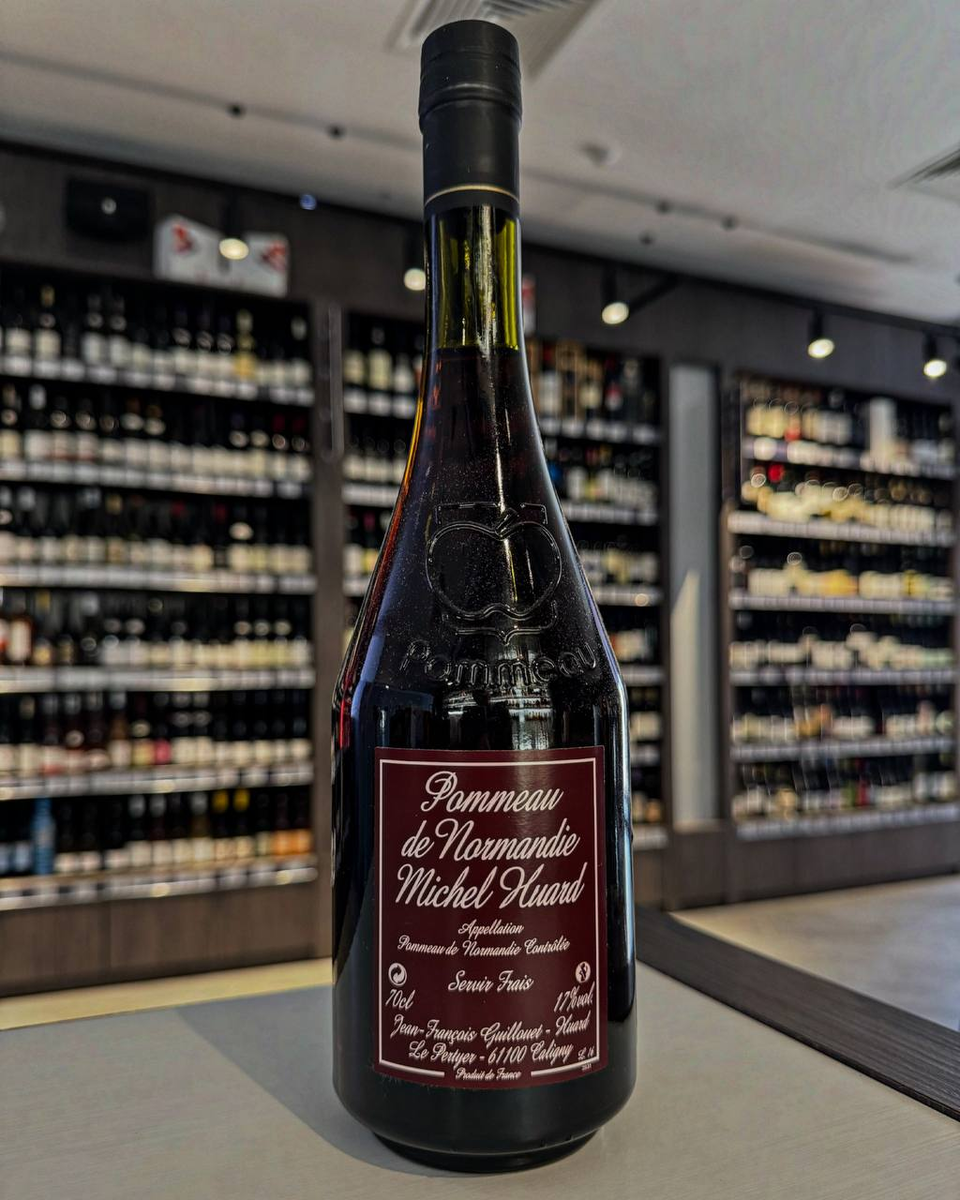 Pommeau
Pommeau
de Normandie
Michel Huard
Appellation
Pommeau de Normandie Contrôlée
Servir Frais
70cl
17%vol.
Jean-François Guillouet - Huard
Le Pertyer - 61100 Caligny
L. 16
Produit de France